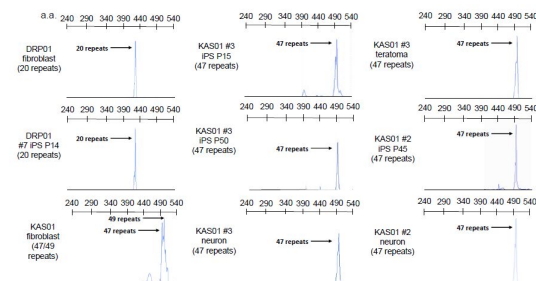 a.a. 240 290 340 390 440 490 540
DRP01
fibroblast
(20 repeats)
20 repeats
240 290 340 390 440 490 540
KAS01 #3
iPS P15
(47 repeats)
47 repeats
240 290 340 390 440 490 540
KAS01 #3
teratoma
(47 repeats)
47 repeats
240 290 340 390 440 490 540
DRP01
#7 iPS P14
(20 repeats)
20 repeats
240 290 340 390 440 490 540
KAS01 #3
iPS P50
(47 repeats)
47 repeats
240 290 340 390 440 490 540
KAS01 #2
iPS P45
(47 repeats)
47 repeats
240 290 340 390 440 490 540
KAS01
fibroblast
(47/49
repeats)
49 repeats
47 repeats
240 290 340 390 440 490 540
KAS01 #3
neuron
(47 repeats)
47 repeats
240 290 340 390 440 490 540
KAS01 #2
neuron
(47 repeats)
47 repeats